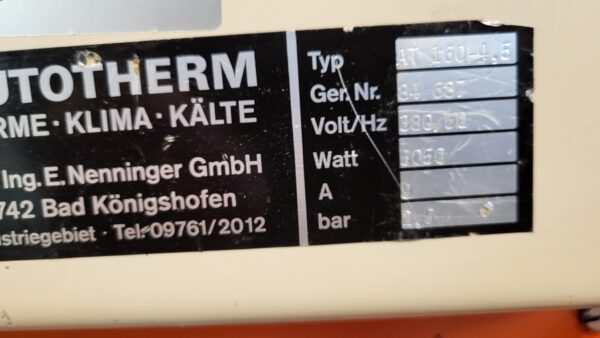 UTOTHERM
RME · KLIMA · KÄLTE
Ing. E. Nenninger GmbH
742 Bad Königshofen
striegebiet · Tel. 09761/2012
Typ AT 160-4,5
Ger. Nr. 84 687
Volt/Hz 380/50
Watt 5050
A
bar